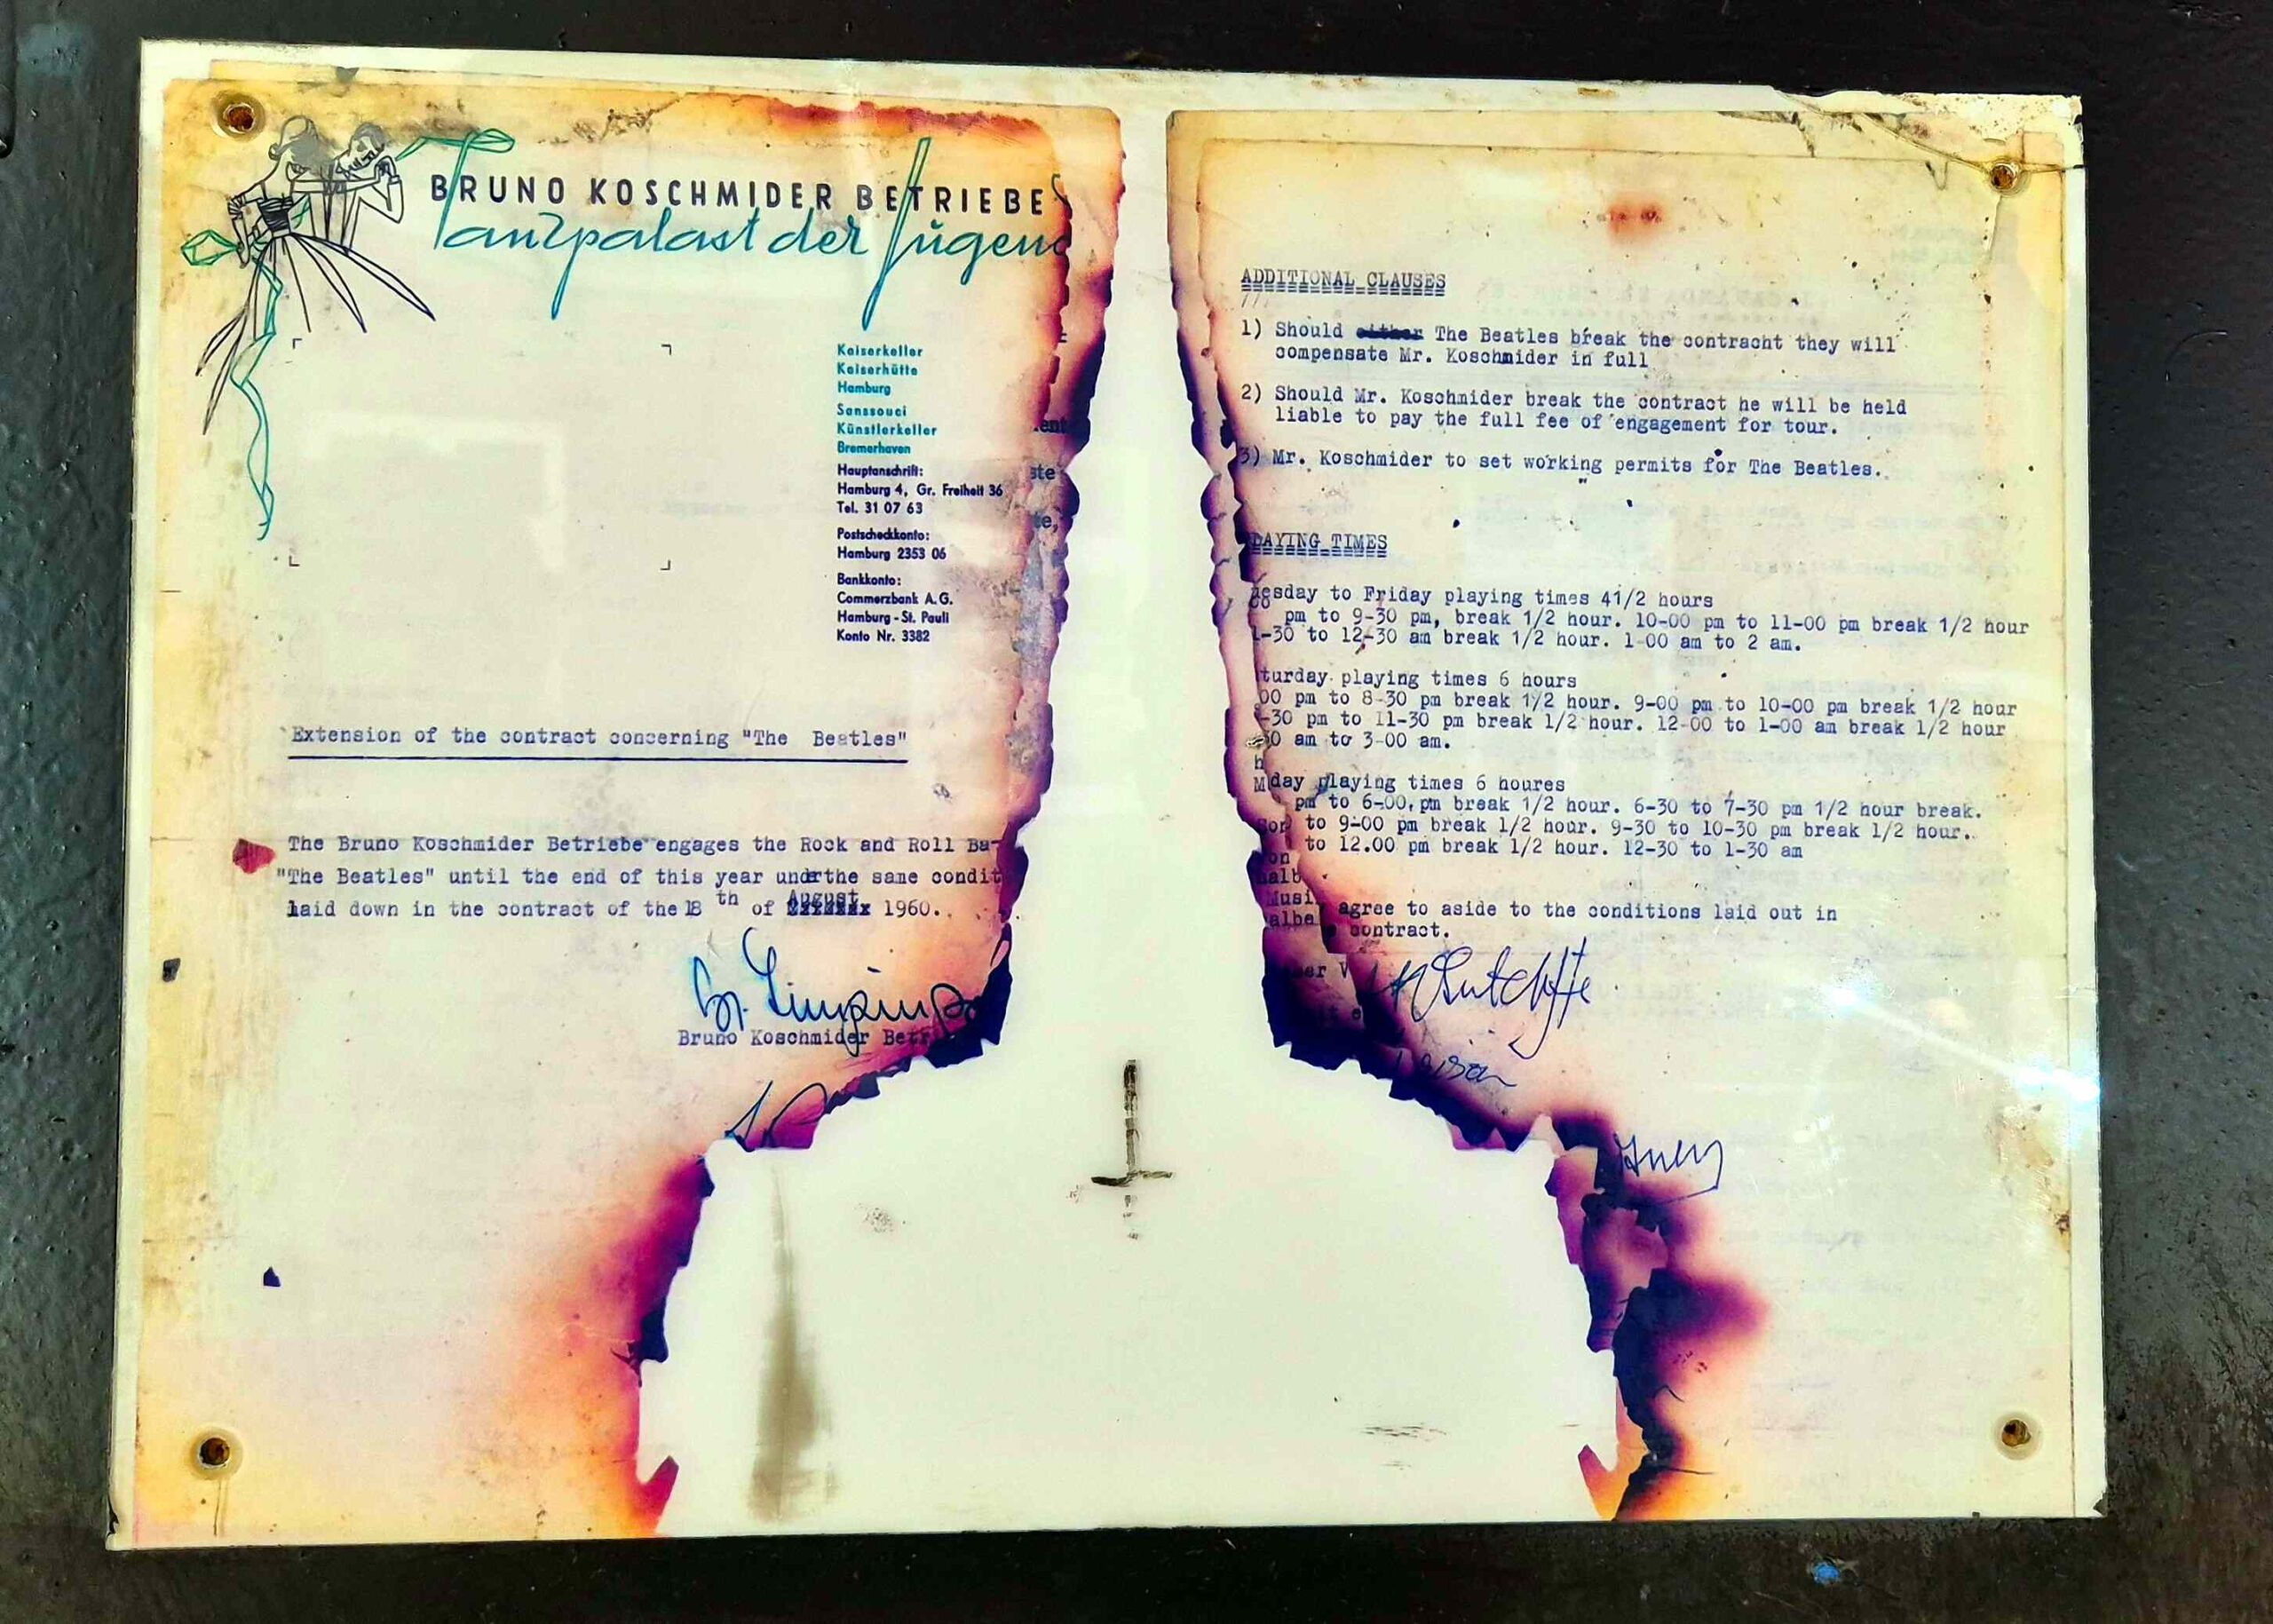 BRUNO KOSCHMIDER BETRIEBE
Tanzpalast der Jugend
Kaiserkeller
Kaiserhütte
Hamburg
Sanssouci
Künstlerkeller
Bremerhaven
Hauptanschrift:
Hamburg 4, Gr. Freiheit 36
Tel. 31 07 63
Postscheckkonto:
Hamburg 2353 06
Bankkonto:
Commerzbank A.G.
Hamburg - St. Pauli
Konto Nr. 3382
Extension of the contract concerning "The Beatles"
The Bruno Koschmider Betriebe engages the Rock and Roll Ba-
"The Beatles" until the end of this year under the same condit
laid down in the contract of the 18th of August 1960.
Bruno Koschmider Betr
ADDITIONAL CLAUSES
1) Should The Beatles break the contracht they will
compensate Mr. Koschmider in full
2) Should Mr. Koschmider break the contract he will be held
liable to pay the full fee of engagement for tour.
3) Mr. Koschmider to set working permits for The Beatles.
LAYING TIMES
uesday to Friday playing times 41/2 hours
pm to 9-30 pm, break 1/2 hour. 10-00 pm to 11-00 pm break 1/2 hour
1-30 to 12-30 am break 1/2 hour. 1-00 am to 2 am.
turday playing times 6 hours
00 pm to 8-30 pm break 1/2 hour. 9-00 pm to 10-00 pm break 1/2 hour
-30 pm to 11-30 pm break 1/2 hour. 12-00 to 1-00 am break 1/2 hour
30 am to 3-00 am.
day playing times 6 houres
pm to 6-00 pm break 1/2 hour. 6-30 to 7-30 pm 1/2 hour break.
to 9-00 pm break 1/2 hour. 9-30 to 10-30 pm break 1/2 hour.
to 12.00 pm break 1/2 hour. 12-30 to 1-30 am
agree to aside to the conditions laid out in
contract.
Sutcliffe